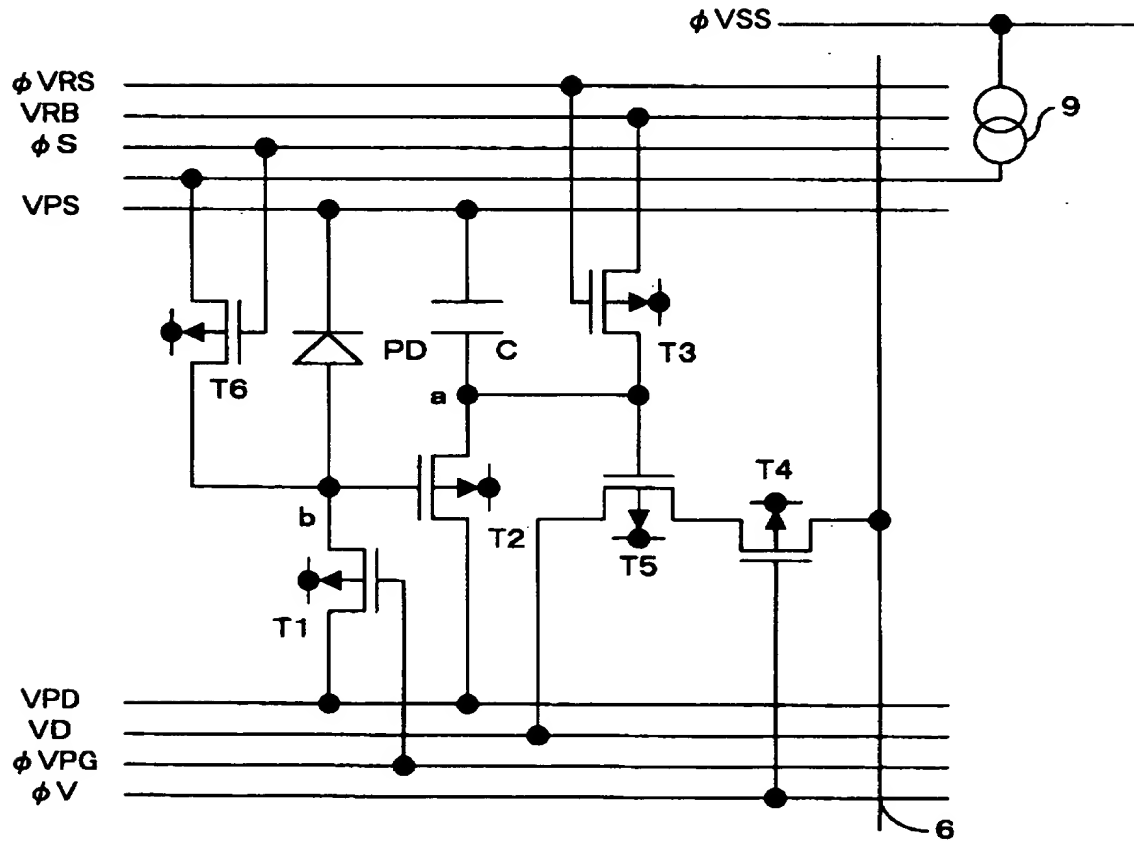 φVSS
φVRS
VRB
φS
VPS
9
T6
PD
C
T3
a
b
T2
T4
T5
T1
VPD
VD
φVPG
φV
6